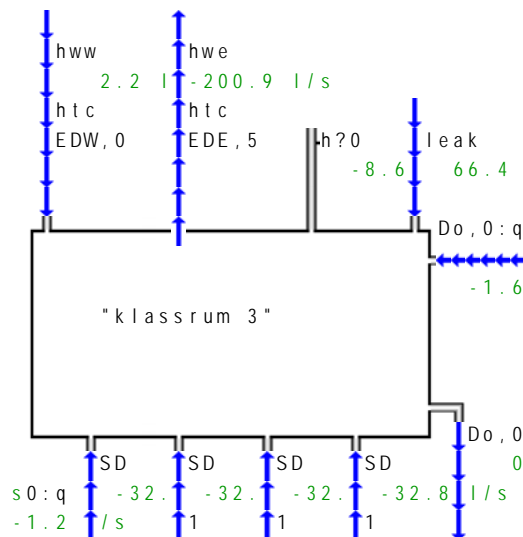 hww hwe
2.2 l -200.9 l/s
htc htc
EDW,0 EDE,5 h?0 leak
-8.6 66.4
Do,0:q
-1.6
"klassrum 3"
Do,0
SD SD SD SD 0
s0:q -32. -32. -32. -32.8 l/s
-1.2 /s 1 1 1